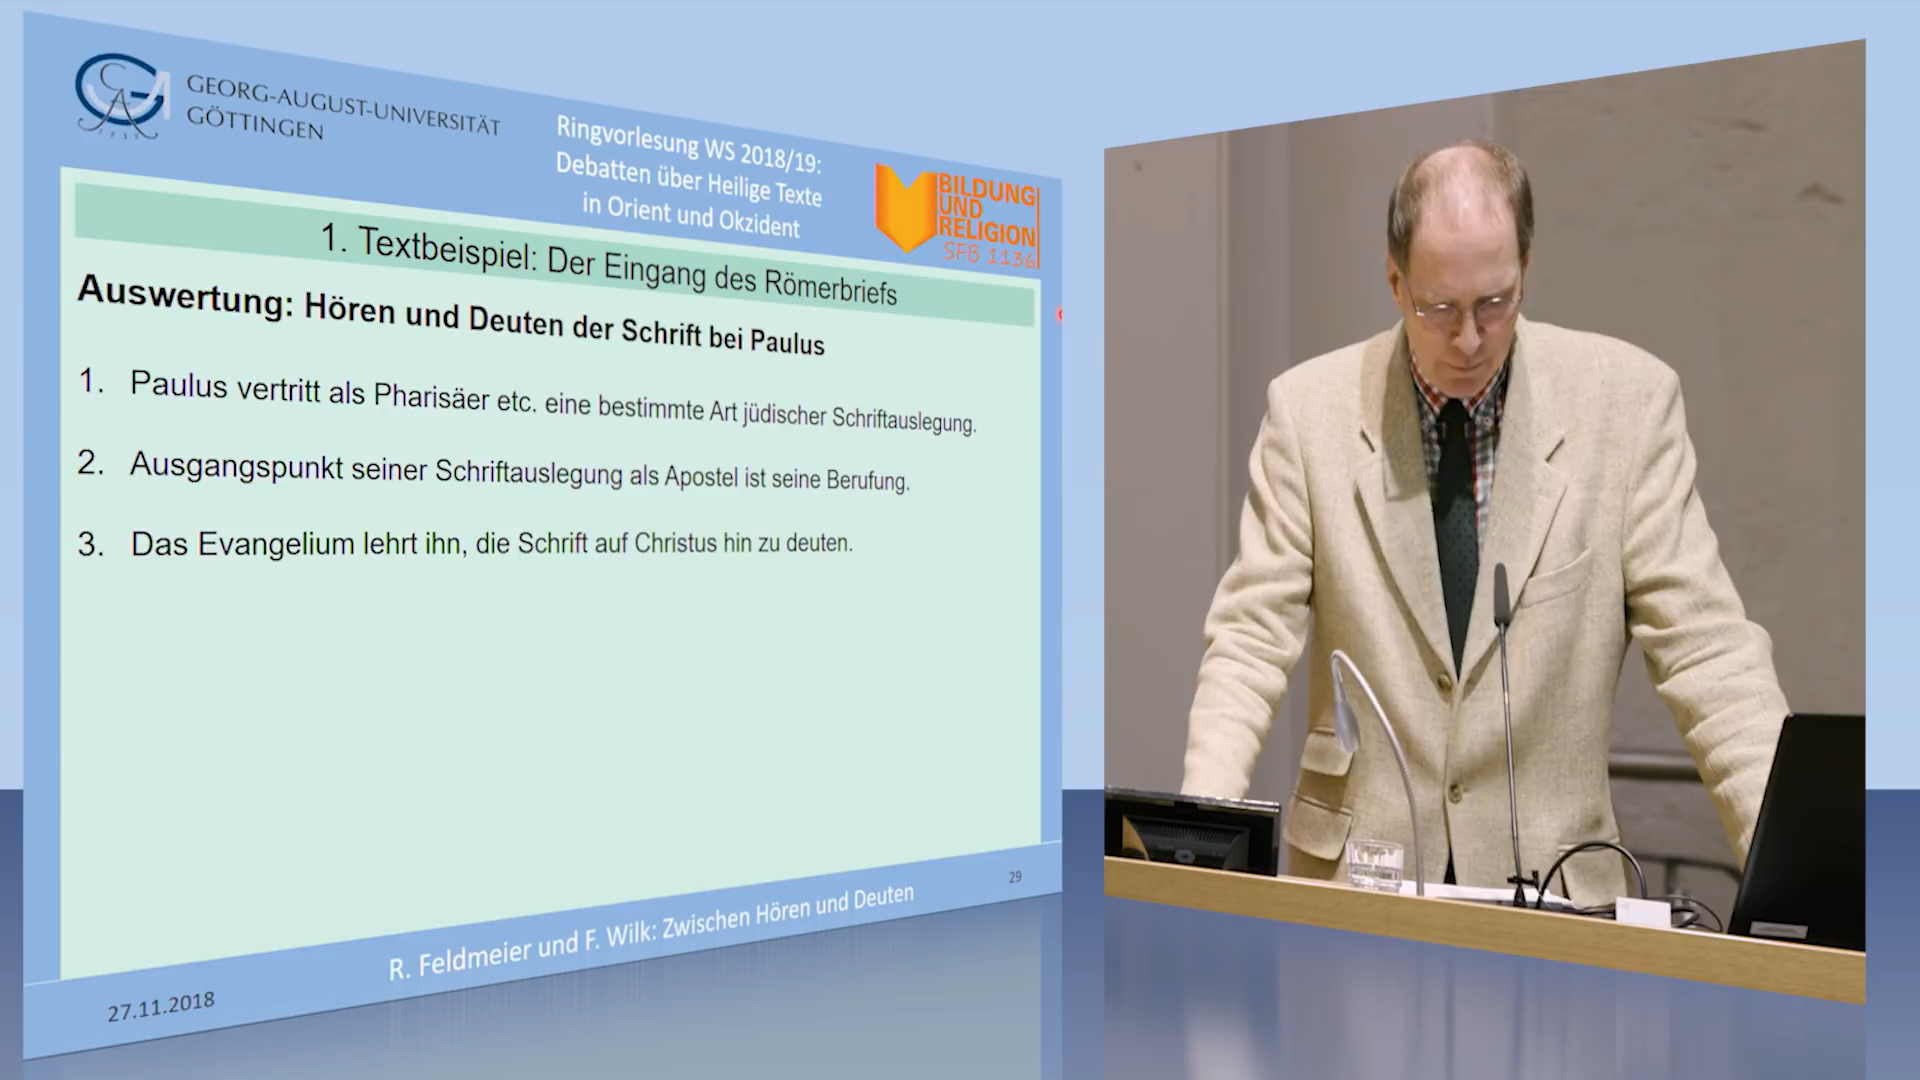 GEORG-AUGUST-UNIVERSITÄT
GÖTTINGEN
Ringvorlesung WS 2018/19:
Debatten über Heilige Texte
in Orient und Okzident
BILDUNG
UND
RELIGION
SFB 1136
1. Textbeispiel: Der Eingang des Römerbriefs
Auswertung: Hören und Deuten der Schrift bei Paulus
1. Paulus vertritt als Pharisäer etc. eine bestimmte Art jüdischer Schriftauslegung.
2. Ausgangspunkt seiner Schriftauslegung als Apostel ist seine Berufung.
3. Das Evangelium lehrt ihn, die Schrift auf Christus hin zu deuten.
29
R. Feldmeier und F. Wilk: Zwischen Hören und Deuten
27.11.2018